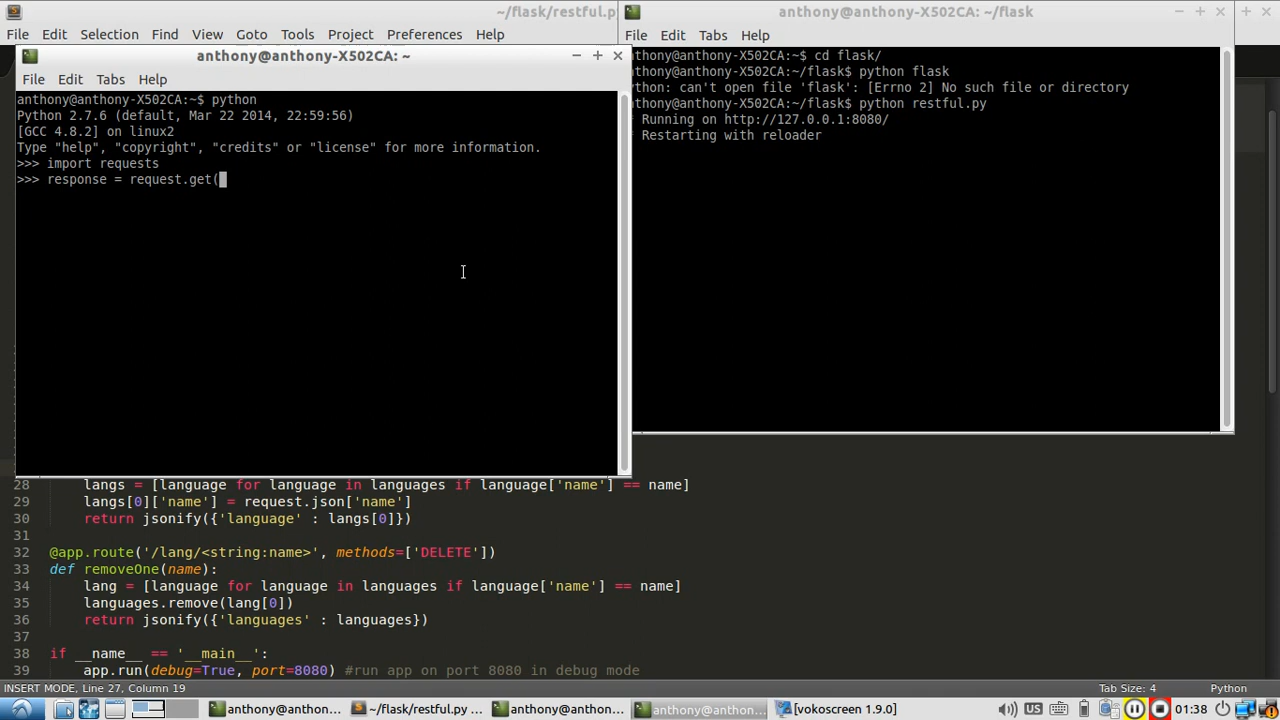 ~/flask/restful.p
File Edit Selection Find View Goto Tools Project Preferences Help
anthony@anthony-X502CA: ~/flask
File Edit Tabs Help
anthony@anthony-X502CA:~$ cd flask/
anthony@anthony-X502CA:~/flask$ python flask
python: can't open file 'flask': [Errno 2] No such file or directory
anthony@anthony-X502CA:~/flask$ python restful.py
* Running on http://127.0.0.1:8080/
* Restarting with reloader
anthony@anthony-X502CA: ~
File Edit Tabs Help
anthony@anthony-X502CA:~$ python
Python 2.7.6 (default, Mar 22 2014, 22:59:56)
[GCC 4.8.2] on linux2
Type "help", "copyright", "credits" or "license" for more information.
>>> import requests
>>> response = request.get(
28 langs = [language for language in languages if language['name'] == name]
29 langs[0]['name'] = request.json['name']
30 return jsonify({'language' : langs[0]})
31
32 @app.route('/lang/<string:name>', methods=['DELETE'])
33 def removeOne(name):
34 lang = [language for language in languages if language['name'] == name]
35 languages.remove(lang[0])
36 return jsonify({'languages' : languages})
37
38 if __name__ == '__main__':
39 app.run(debug=True, port=8080) #run app on port 8080 in debug mode
INSERT MODE, Line 27, Column 19
Tab Size: 4
Python
anthony@anthon...
~/flask/restful.p...
anthony@anthon...
anthony@anthon...
[vokoscreen 1.9.0]
US
01:38